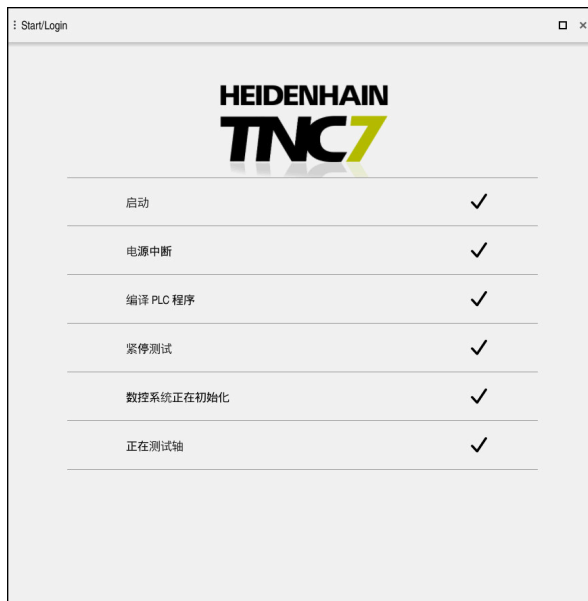 Start/Login
HEIDENHAIN
TNC7
启动
电源中断
编译 PLC 程序
紧停测试
数控系统正在初始化
正在测试轴